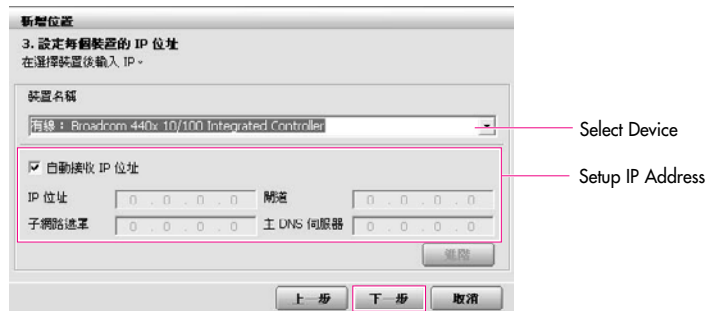 新增位置
3. 設定每個裝置的 IP 位址
在選擇裝置後輸入 IP。
裝置名稱
有線： Broadcom 440x 10/100 Integrated Controller
Select Device
自動接收 IP 位址
Setup IP Address
IP 位址 0 . 0 . 0 . 0 閘道 0 . 0 . 0 . 0
子網路遮罩 0 . 0 . 0 . 0 主 DNS 伺服器 0 . 0 . 0 . 0
進階
上一步 下一步 取消